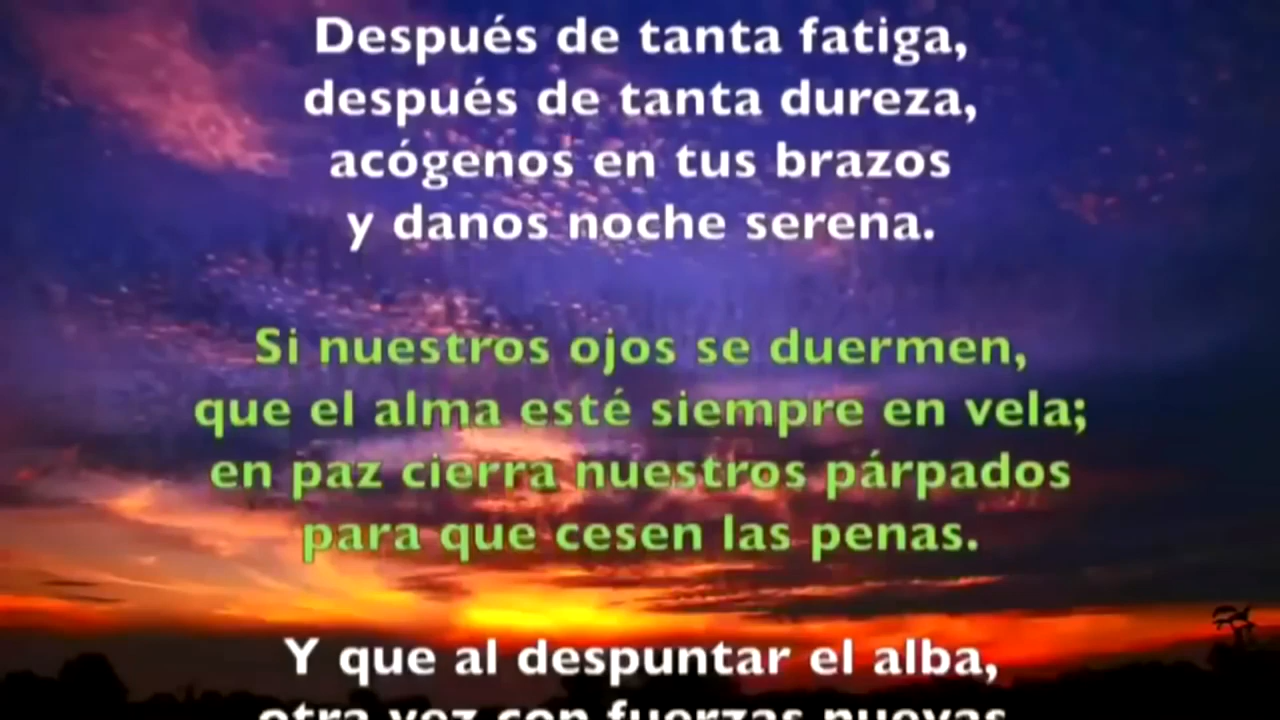 Después de tanta fatiga,
después de tanta dureza,
acógenos en tus brazos
y danos noche serena.
Si nuestros ojos se duermen,
que el alma esté siempre en vela;
en paz cierra nuestros párpados
para que cesen las penas.
Y que al despuntar el alba,
otra vez con fuerzas nuevas